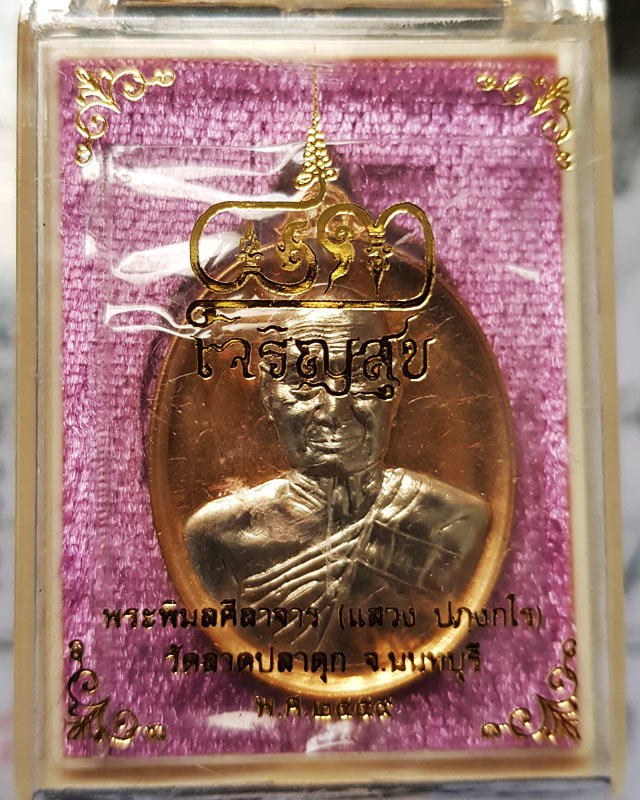 เจริญสุข
พระพิมลศีลาจาร (แสวง ปภงฺกโร)
วัดลาดปลาดุก จ.นนทบุรี
พ.ศ.๒๕๕๙